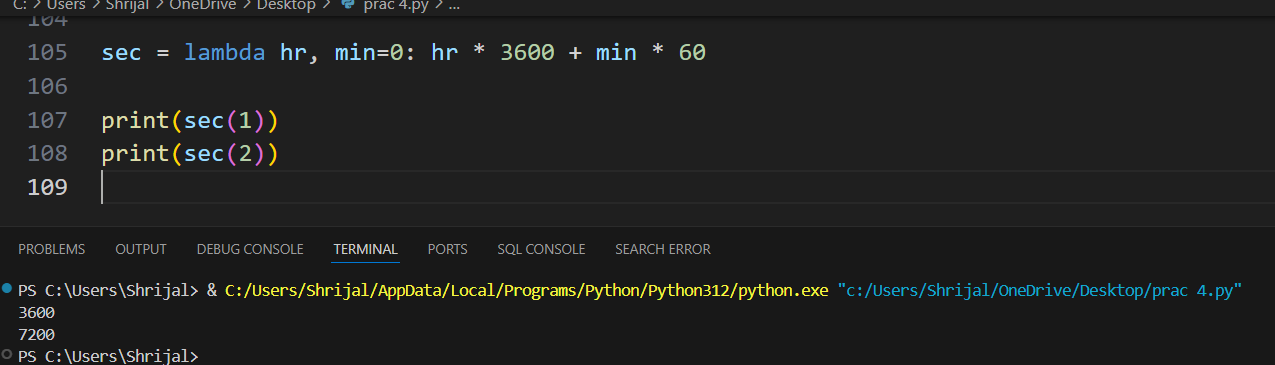 C: > Users > Shrijal > OneDrive > Desktop > prac 4.py > ...
104
105 sec = lambda hr, min=0: hr * 3600 + min * 60
106
107 print(sec(1))
108 print(sec(2))
109
PROBLEMS OUTPUT DEBUG CONSOLE TERMINAL PORTS SQL CONSOLE SEARCH ERROR
PS C:\Users\Shrijal> & C:/Users/Shrijal/AppData/Local/Programs/Python/Python312/python.exe "c:/Users/Shrijal/OneDrive/Desktop/prac 4.py"
3600
7200
PS C:\Users\Shrijal>